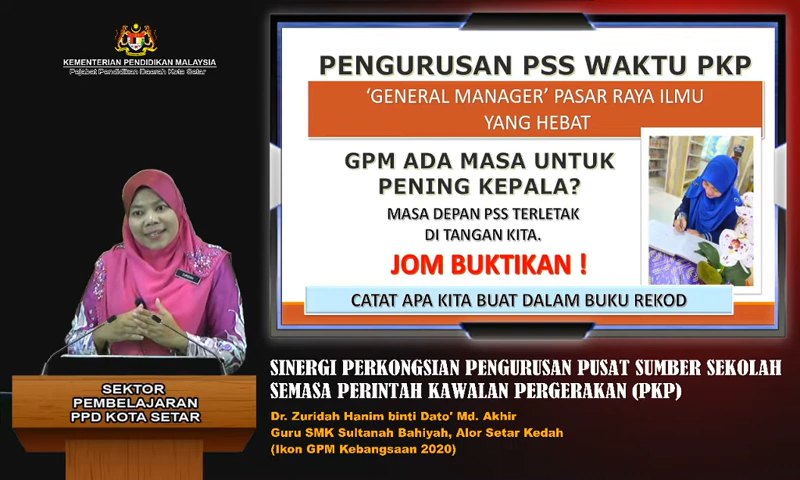 KEMENTERIAN PENDIDIKAN MALAYSIA
Pejabat Pendidikan Daerah Kota Setar
PENGURUSAN PSS WAKTU PKP
‘GENERAL MANAGER’ PASAR RAYA ILMU
YANG HEBAT
GPM ADA MASA UNTUK
PENING KEPALA?
MASA DEPAN PSS TERLETAK
DI TANGAN KITA.
JOM BUKTIKAN !
CATAT APA KITA BUAT DALAM BUKU REKOD
SEKTOR
PEMBELAJARAN
PPD KOTA SETAR
SINERGI PERKONGSIAN PENGURUSAN PUSAT SUMBER SEKOLAH
SEMASA PERINTAH KAWALAN PERGERAKAN (PKP)
Dr. Zuridah Hanim binti Dato' Md. Akhir
Guru SMK Sultanah Bahiyah, Alor Setar Kedah
(Ikon GPM Kebangsaan 2020)